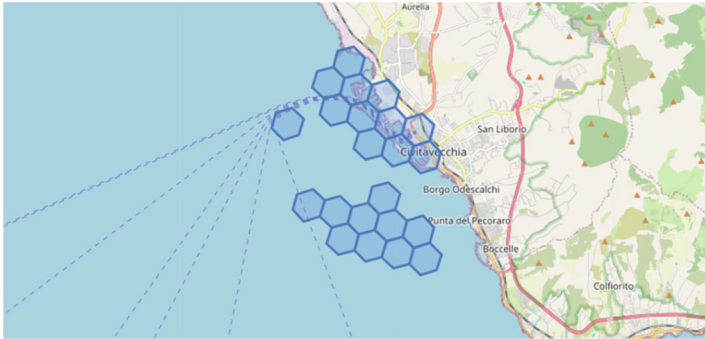 Aurelia
San Liborio
Civitavecchia
Borgo Odescalchi
Punta del Pecoraro
Boccelle
Colfiorito